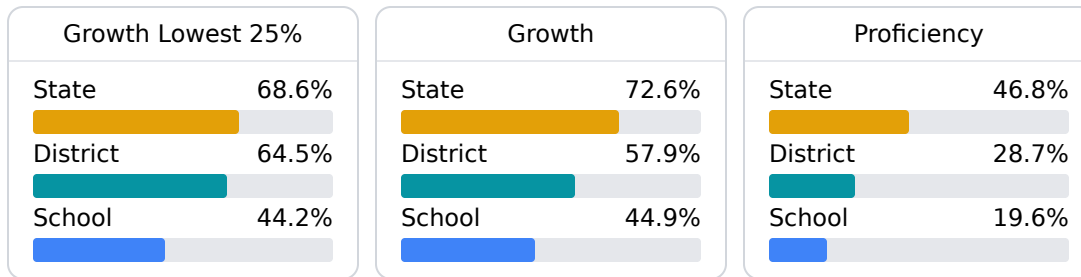 Growth Lowest 25%
State 68.6%
District 64.5%
School 44.2%
Growth
State 72.6%
District 57.9%
School 44.9%
Proficiency
State 46.8%
District 28.7%
School 19.6%